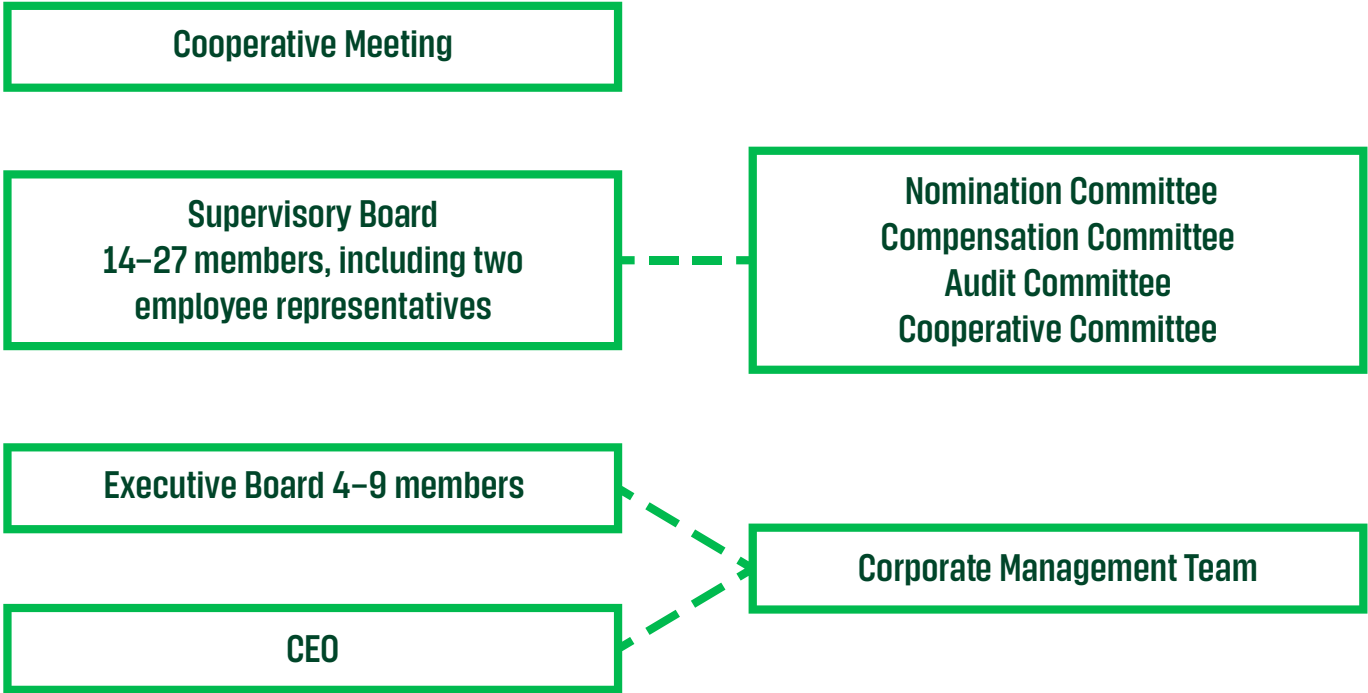 Cooperative Meeting
Supervisory Board
14–27 members, including two
employee representatives
Nomination Committee
Compensation Committee
Audit Committee
Cooperative Committee
Executive Board 4–9 members
Corporate Management Team
CEO